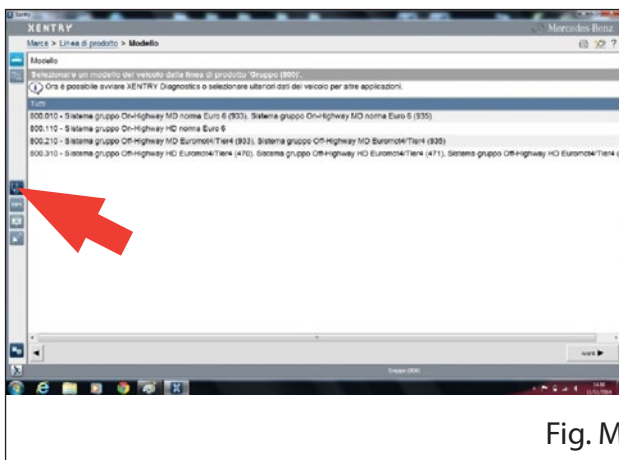 Xentry
XENTRY
Mercedes-Benz
Marca > Linea di prodotto > Modello
?
Modello
Selezionare un modello del veicolo dalla linea di prodotto 'Gruppo (800)'.
Ora è possibile avviare XENTRY Diagnostics o selezionare ulteriori dati del veicolo per altre applicazioni.
Tutti
800.010 - Sistema gruppo On-Highway MD norma Euro 6 (933), Sistema gruppo On-Highway MD norma Euro 6 (935)
800.110 - Sistema gruppo On-Highway HD norma Euro 6
800.210 - Sistema gruppo Off-Highway MD Euromot4/Tier4 (933), Sistema gruppo Off-Highway MD Euromot4/Tier4 (935)
800.310 - Sistema gruppo Off-Highway HD Euromot4/Tier4 (470), Sistema gruppo Off-Highway HD Euromot4/Tier4 (471), Sistema gruppo Off-Highway HD Euromot4/Tier4 (
Avanti
Gruppo (800)
Fig. M